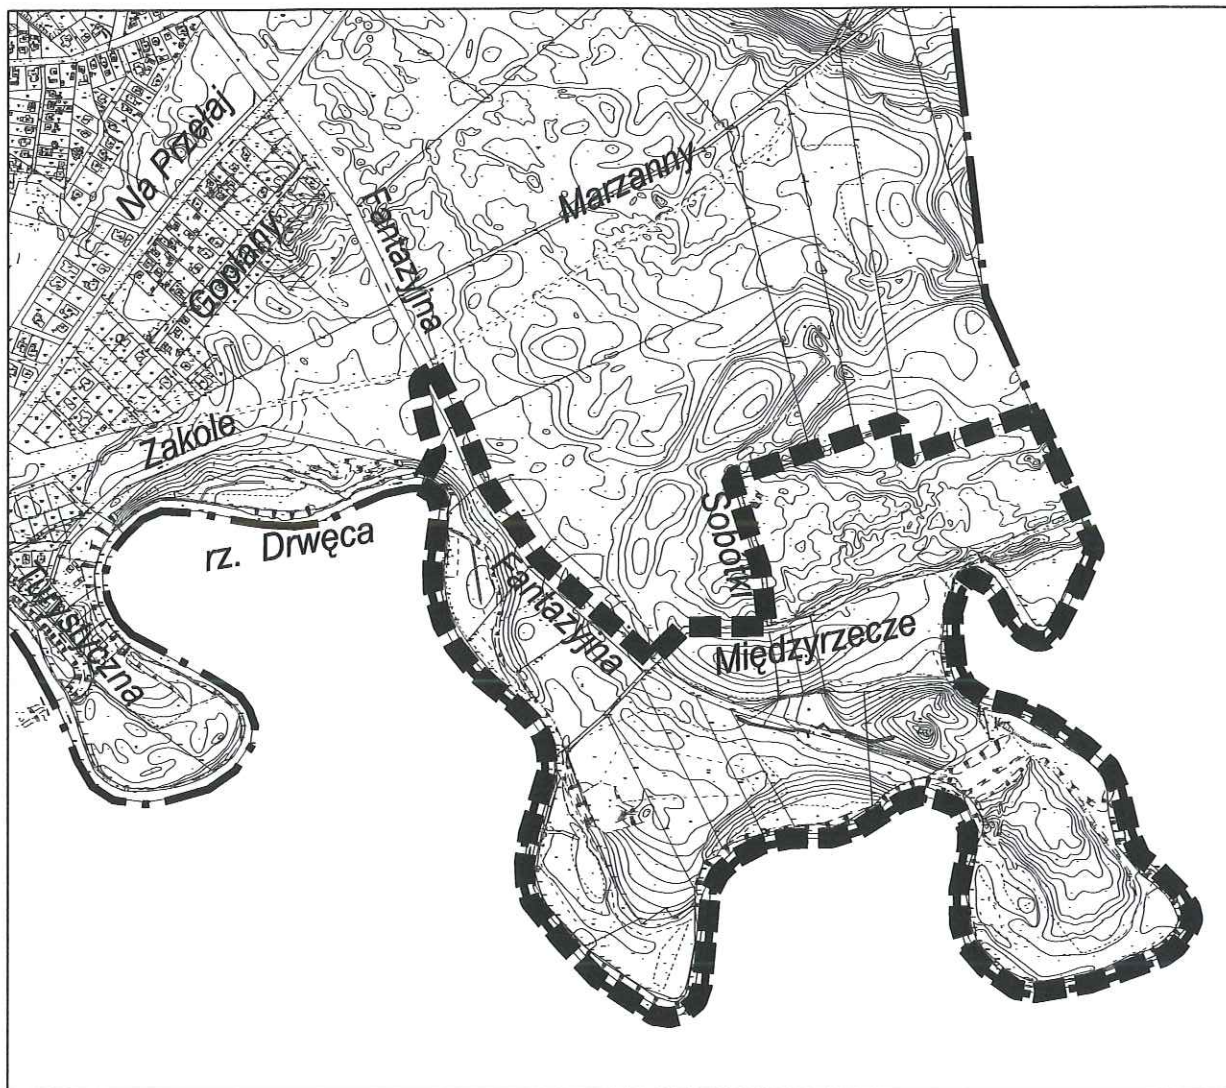 Na Przełaj
Goplany
Fantazyjna
Marzanny
Zakole
rz. Drwęca
Sobótki
Turystyczna
Fantazyjna
Międzyrzecze